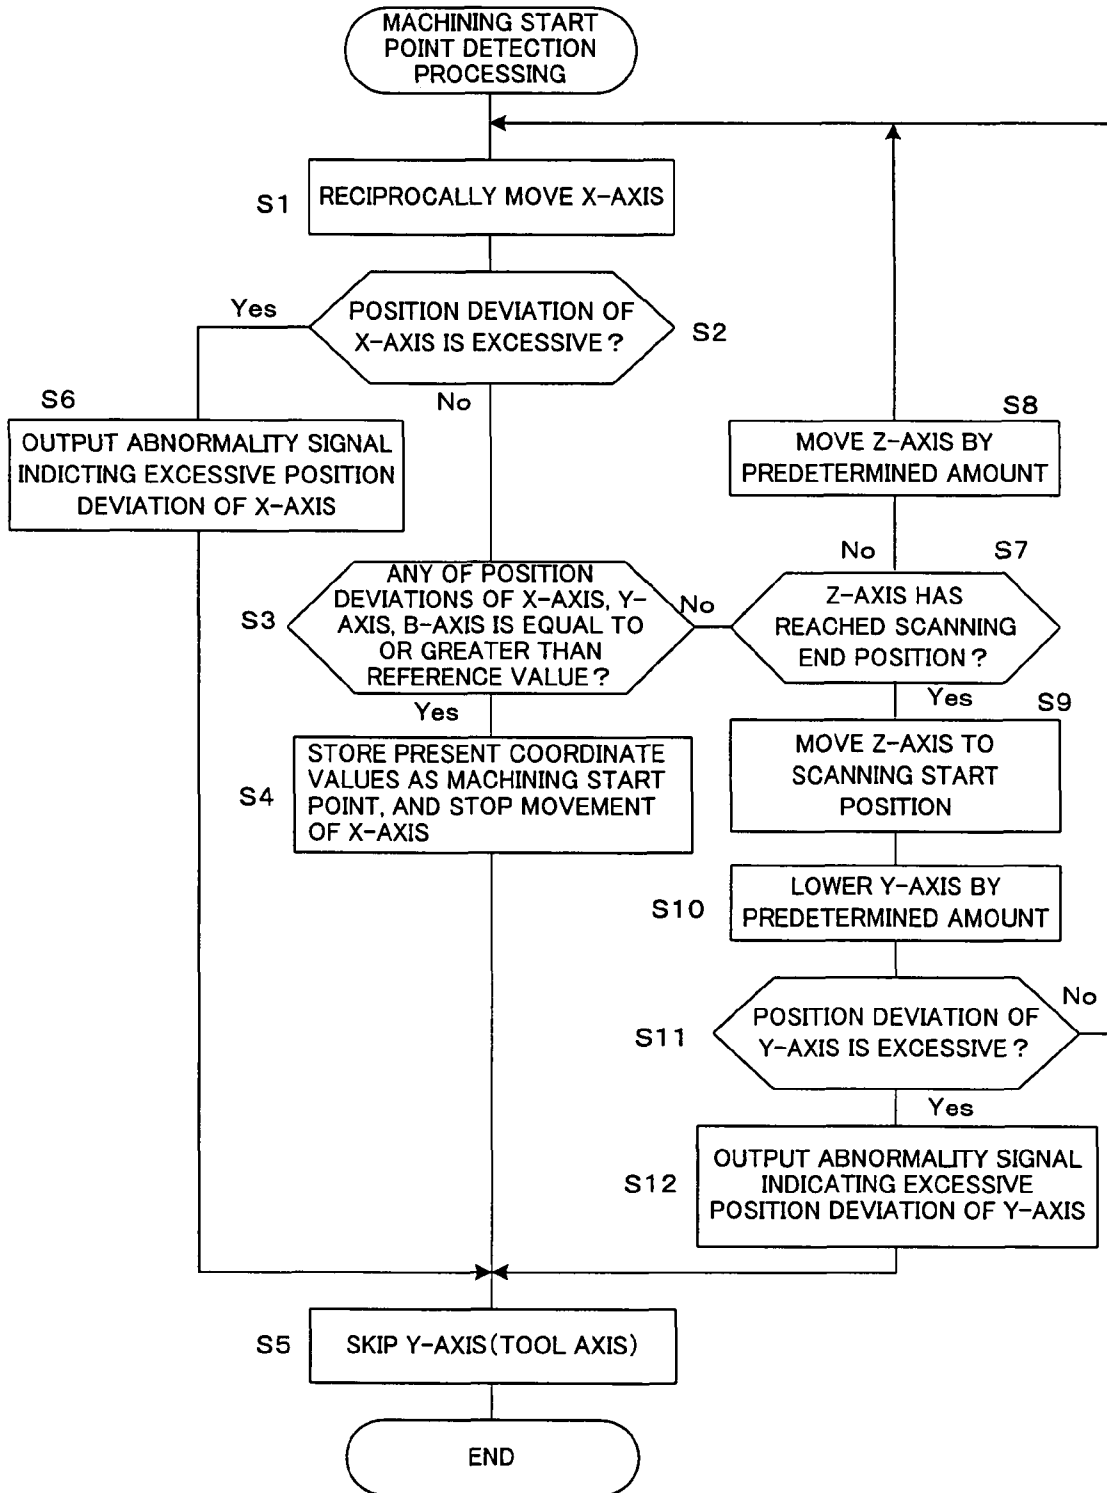 MACHINING START
POINT DETECTION
PROCESSING
S1
RECIPROCALLY MOVE X-AXIS
Yes
POSITION DEVIATION OF
X-AXIS IS EXCESSIVE?
S2
No
S6
OUTPUT ABNORMALITY SIGNAL
INDICTING EXCESSIVE POSITION
DEVIATION OF X-AXIS
S8
MOVE Z-AXIS BY
PREDETERMINED AMOUNT
No
S7
S3
ANY OF POSITION
DEVIATIONS OF X-AXIS, Y-
AXIS, B-AXIS IS EQUAL TO
OR GREATER THAN
REFERENCE VALUE?
No
Z-AXIS HAS
REACHED SCANNING
END POSITION?
Yes
Yes
S9
S4
STORE PRESENT COORDINATE
VALUES AS MACHINING START
POINT, AND STOP MOVEMENT
OF X-AXIS
MOVE Z-AXIS TO
SCANNING START
POSITION
S10
LOWER Y-AXIS BY
PREDETERMINED AMOUNT
S11
POSITION DEVIATION OF
Y-AXIS IS EXCESSIVE?
No
Yes
S12
OUTPUT ABNORMALITY SIGNAL
INDICATING EXCESSIVE
POSITION DEVIATION OF Y-AXIS
S5
SKIP Y-AXIS(TOOL AXIS)
END